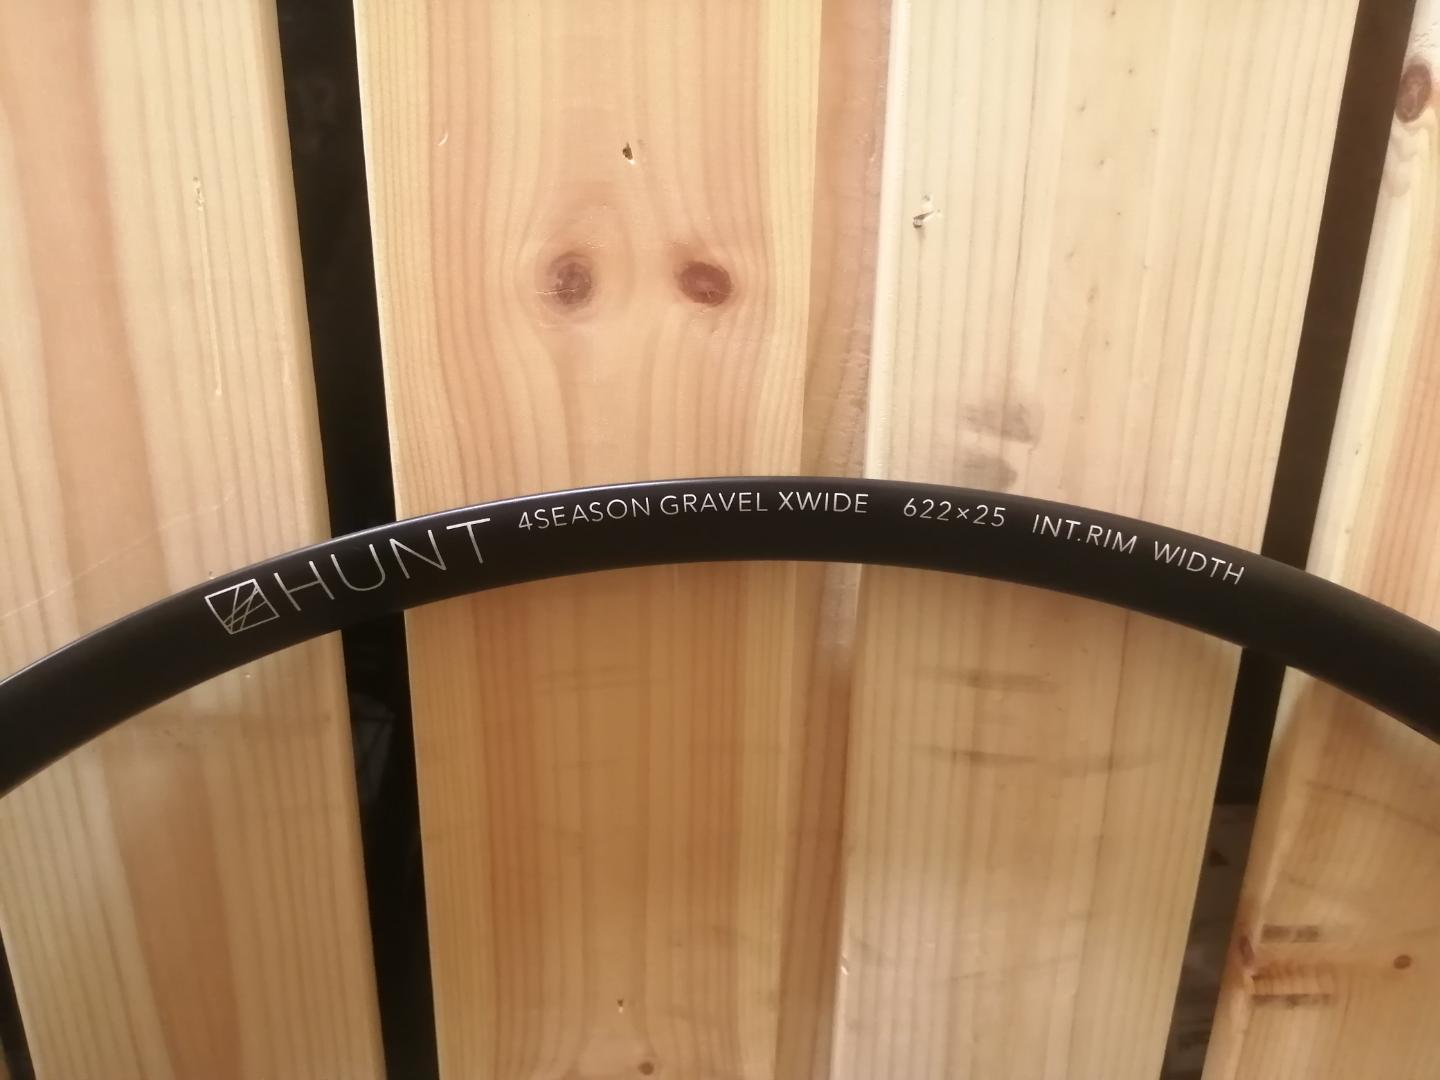 HUNT 4SEASON GRAVEL XWIDE 622×25 INT.RIM WIDTH